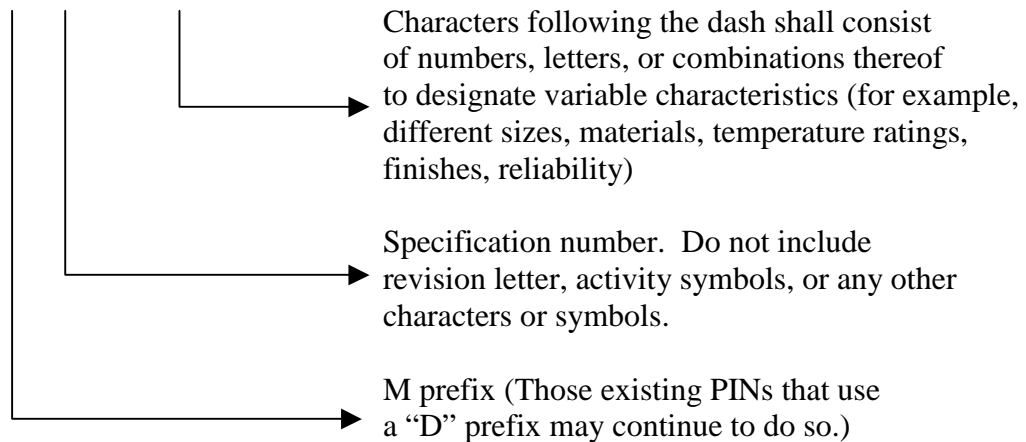 Characters following the dash shall consist
of numbers, letters, or combinations thereof
to designate variable characteristics (for example,
different sizes, materials, temperature ratings,
finishes, reliability)
Specification number.  Do not include
revision letter, activity symbols, or any other
characters or symbols.
M prefix (Those existing PINs that use
a “D” prefix may continue to do so.)